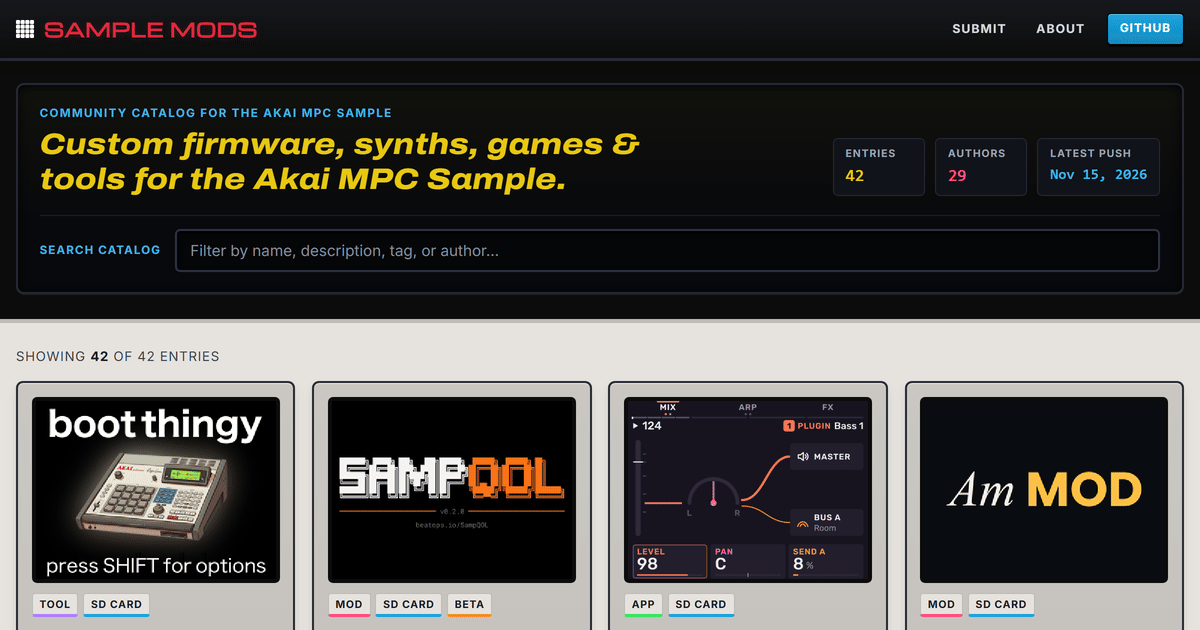 SAMPLE MODS
SUBMIT
ABOUT
GITHUB
COMMUNITY CATALOG FOR THE AKAI MPC SAMPLE
Custom firmware, synths, games &
tools for the Akai MPC Sample.
ENTRIES
42
AUTHORS
29
LATEST PUSH
Nov 15, 2026
SEARCH CATALOG
Filter by name, description, tag, or author...
SHOWING 42 OF 42 ENTRIES
boot thingy
AKAI
press SHIFT for options
TOOL
SD CARD
SAMPQOL
v0.2.0
beateps.io/SampQOL
MOD
SD CARD
BETA
MIX
ARP
FX
124
1 PLUGIN Bass 1
MASTER
L
R
BUS A
Room
LEVEL
98
PAN
C
SEND A
8 %
APP
SD CARD
Am MOD
MOD
SD CARD